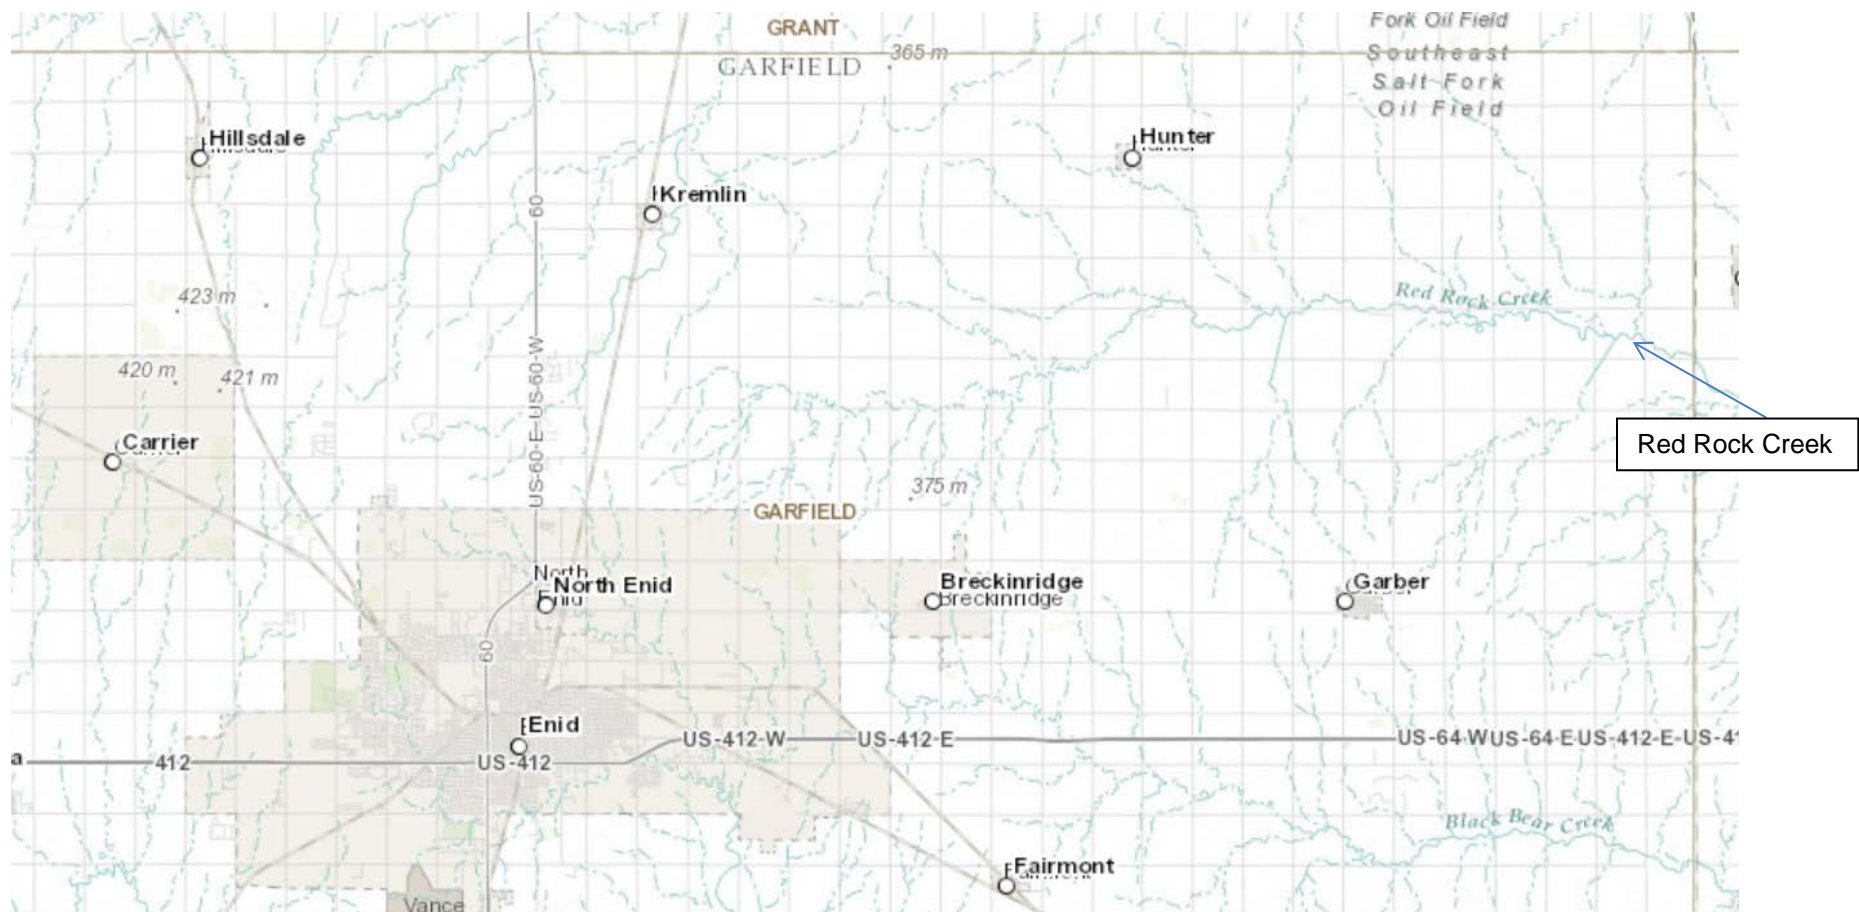 GRANT
Fork Oil Field
365 m
GARFIELD
Southeast
Salt Fork
Oil Field
Hillsdale
Hunter
60
Kremlin
423 m
Red Rock Creek
420 m
421 m
US-60-E-US-60-W
Carrier
Red Rock Creek
375 m
GARFIELD
North
North Enid
Enid
Breckinridge
Breckinridge
Garber
60
Enid
US-412-W
US-412-E
US-64-W
US-64-E-US-412-E-US-41
a
412
US-412
Black Bear Creek
Fairmont
Vance